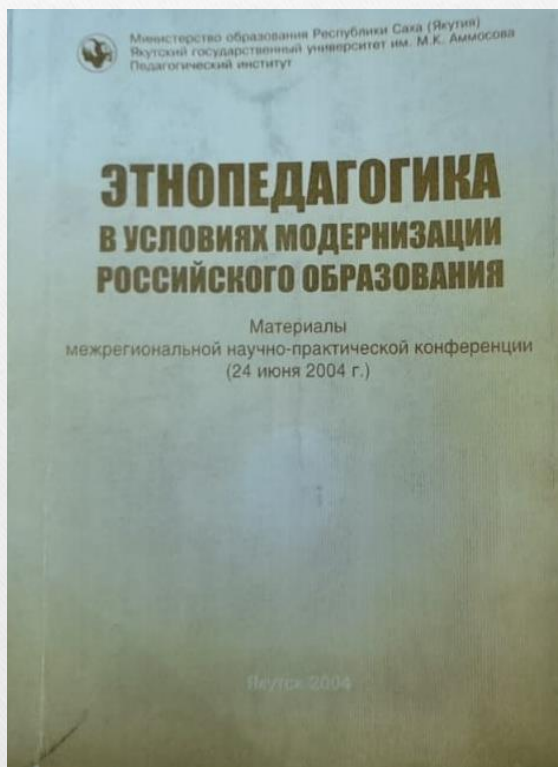 Министерство образования Республики Саха (Якутия)
Якутский государственный университет им. М.К. Аммосова
Педагогический институт
ЭТНОПЕДАГОГИКА
В УСЛОВИЯХ МОДЕРНИЗАЦИИ
РОССИЙСКОГО ОБРАЗОВАНИЯ
Материалы
межрегиональной научно-практической конференции
(24 июня 2004 г.)
Якутск 2004